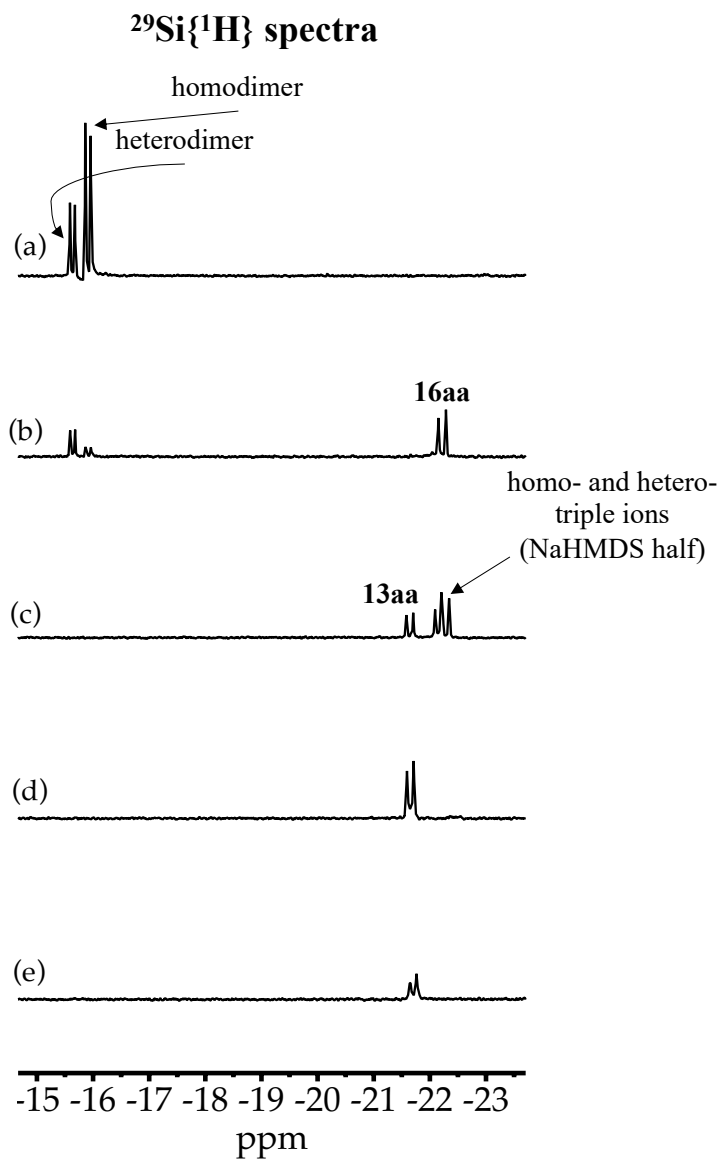 ²⁹Si{¹H} spectra
homodimer
heterodimer
(a)
16aa
(b)
homo- and hetero-
triple ions
(NaHMDS half)
13aa
(c)
(d)
(e)
-15 -16 -17 -18 -19 -20 -21 -22 -23
ppm